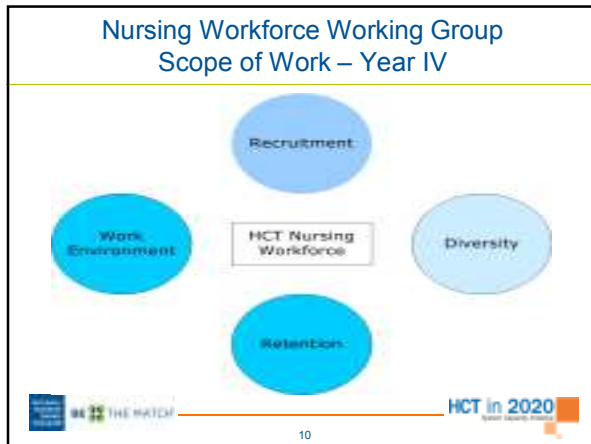 Nursing Workforce Working Group
Scope of Work – Year IV
Recruitment
Work
Environment
HCT Nursing
Workforce
Diversity
Retention
BE THE MATCH
HCT in 2020
10